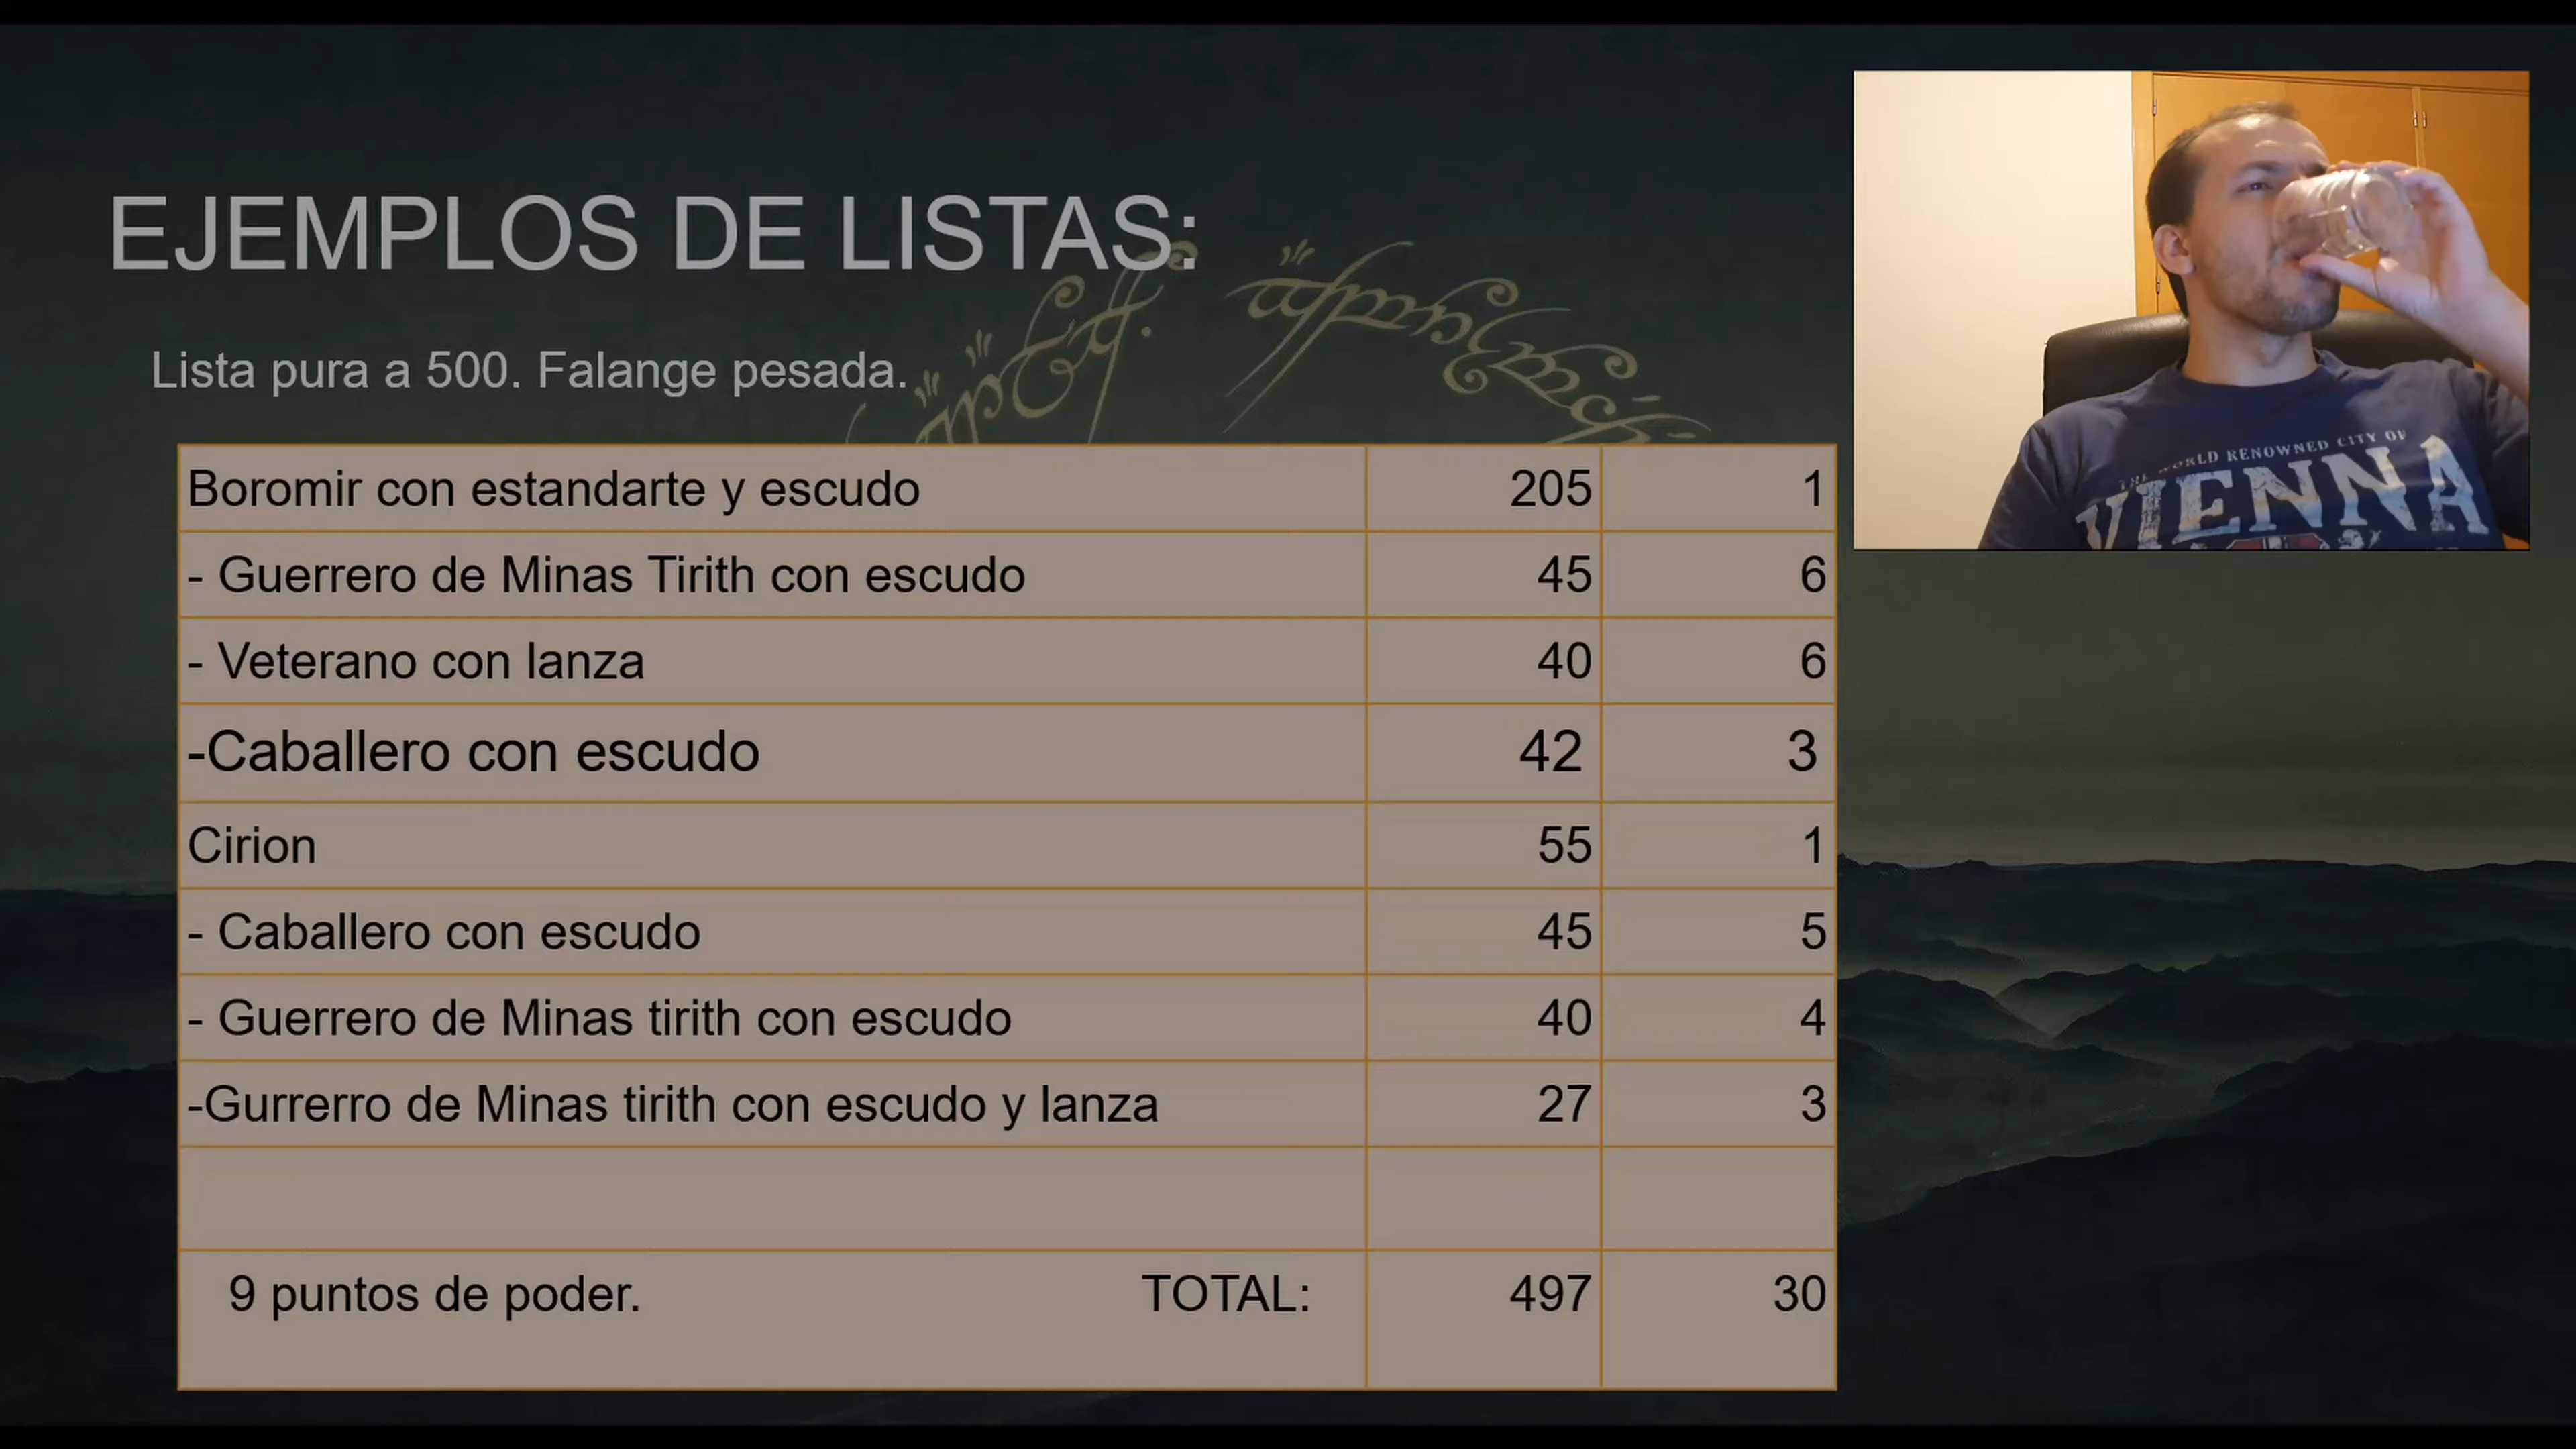 EJEMPLOS DE LISTAS:
Lista pura a 500. Falange pesada.
Boromir con estandarte y escudo 205 1
- Guerrero de Minas Tirith con escudo 45 6
- Veterano con lanza 40 6
-Caballero con escudo 42 3
Cirion 55 1
- Caballero con escudo 45 5
- Guerrero de Minas tirith con escudo 40 4
-Gurrerro de Minas tirith con escudo y lanza 27 3
9 puntos de poder. TOTAL: 497 30
THE WORLD RENOWNED CITY OF
VIENNA